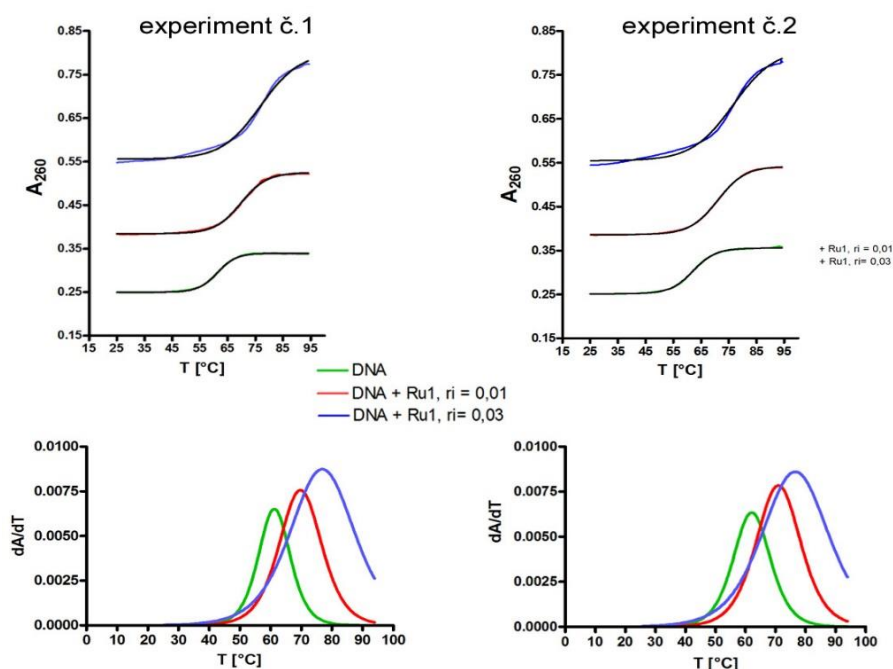 experiment č.1
0.85
0.75
0.65
0.55
0.45
0.35
0.25
0.15
A260
15 25 35 45 55 65 75 85 95
T [°C]
experiment č.2
0.85
0.75
0.65
0.55
0.45
0.35
0.25
0.15
A260
15 25 35 45 55 65 75 85 95
T [°C]
+ Ru1, ri = 0,01
+ Ru1, ri= 0,03
DNA
DNA + Ru1, ri = 0,01
DNA + Ru1, ri= 0,03
0.0100
0.0075
0.0050
0.0025
0.0000
dA/dT
0 10 20 30 40 50 60 70 80 90 100
T [°C]
0.0100
0.0075
0.0050
0.0025
0.0000
dA/dT
0 10 20 30 40 50 60 70 80 90 100
T [°C]